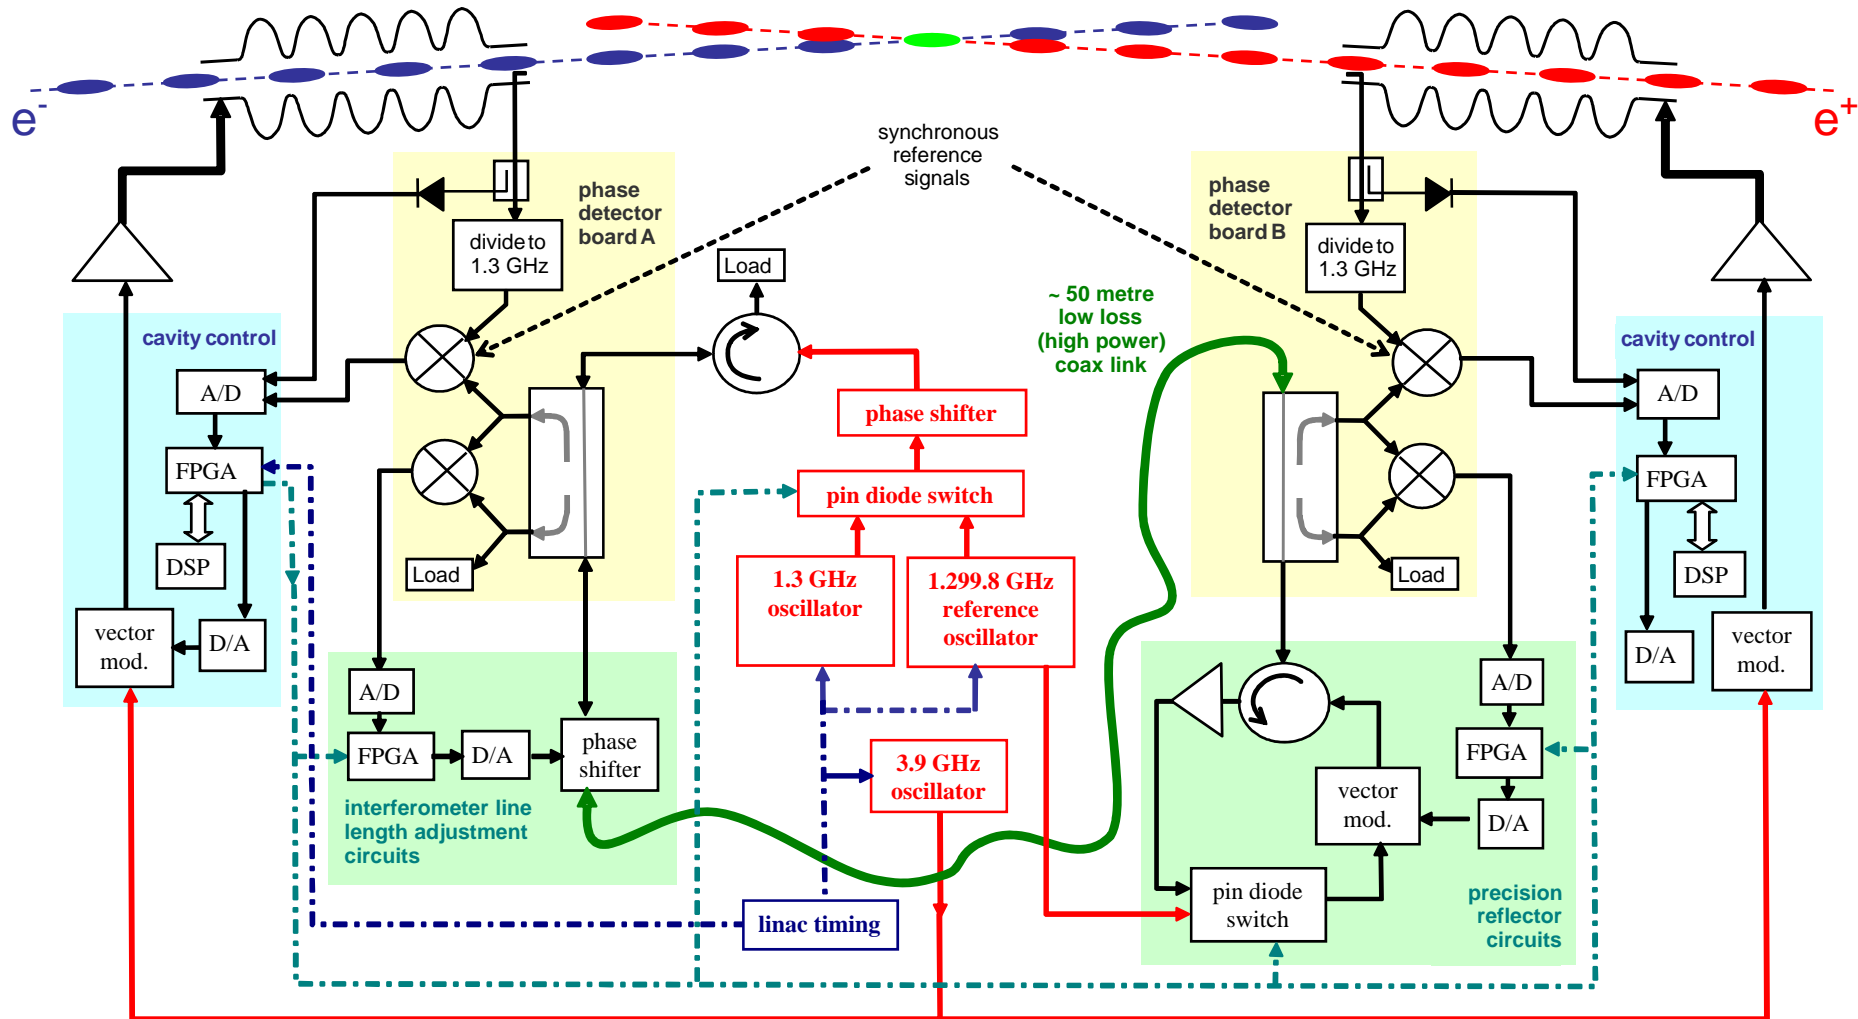 e-
e+
synchronous
reference
signals
phase
detector
board A
divide to
1.3 GHz
Load
~ 50 metre
low loss
(high power)
coax link
phase
detector
board B
divide to
1.3 GHz
cavity control
A/D
FPGA
DSP
D/A
vector
mod.
Load
phase shifter
pin diode switch
1.3 GHz
oscillator
1.299.8 GHz
reference
oscillator
3.9 GHz
oscillator
linac timing
A/D
FPGA
D/A
phase
shifter
interferometer line
length adjustment
circuits
Load
cavity control
A/D
FPGA
DSP
D/A
vector
mod.
A/D
FPGA
D/A
vector
mod.
pin diode
switch
precision
reflector
circuits